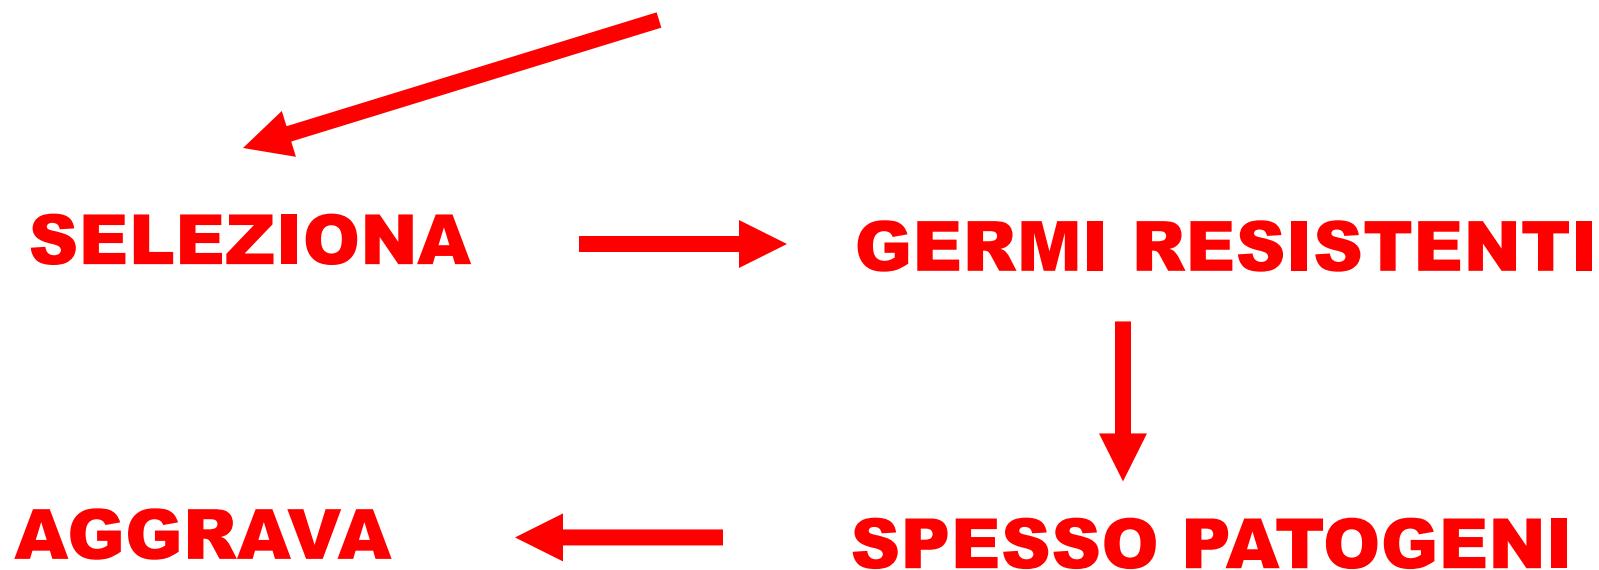 SELEZIONA
GERMI RESISTENTI
SPESSO PATOGENI
AGGRAVA